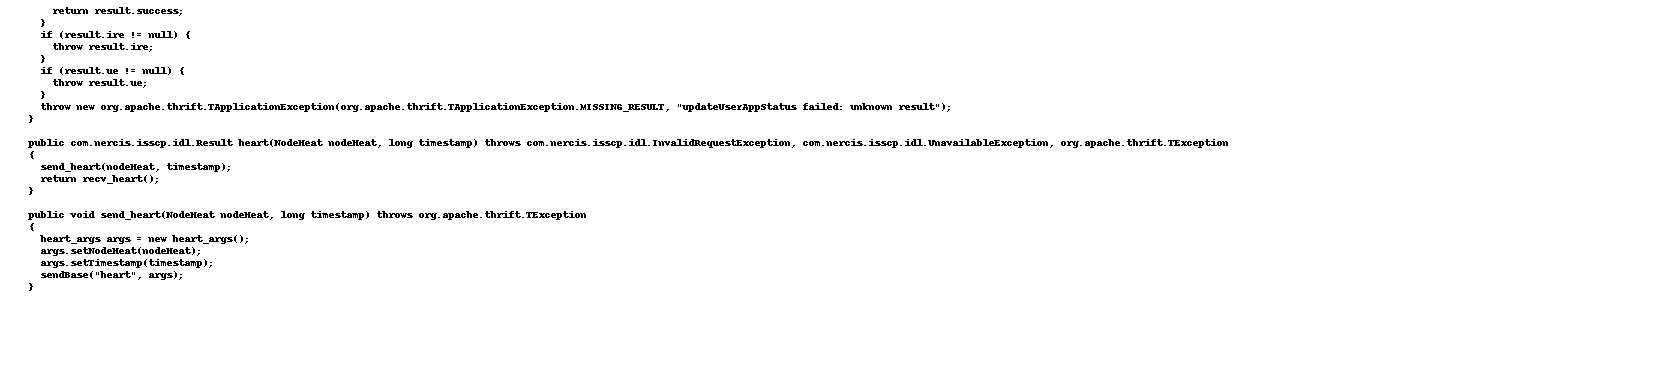 return result.success;
}
if (result.ire != null) {
throw result.ire;
}
if (result.ue != null) {
throw result.ue;
}
throw new org.apache.thrift.TApplicationException(org.apache.thrift.TApplicationException.MISSING_RESULT, "updateUserAppStatus failed: unknown result");
}
public com.nercis.isscp.idl.Result heart(NodeHeat nodeHeat, long timestamp) throws com.nercis.isscp.idl.InvalidRequestException, com.nercis.isscp.idl.UnavailableException, org.apache.thrift.TException
{
send_heart(nodeHeat, timestamp);
return recv_heart();
}
public void send_heart(NodeHeat nodeHeat, long timestamp) throws org.apache.thrift.TException
{
heart_args args = new heart_args();
args.setNodeHeat(nodeHeat);
args.setTimestamp(timestamp);
sendBase("heart", args);
}